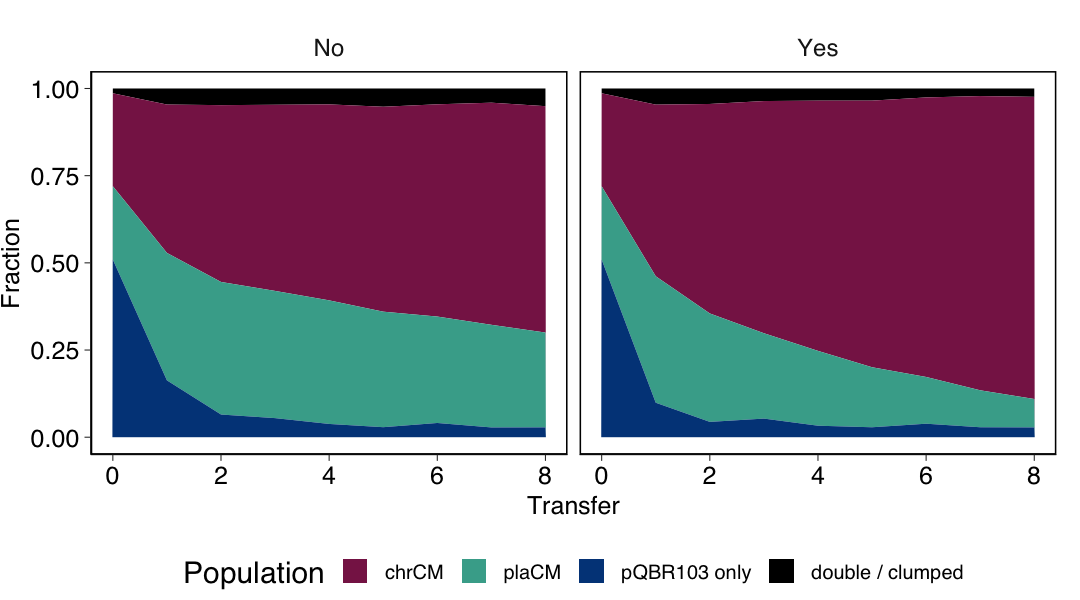 No
Yes
1.00
0.75
0.50
0.25
0.00
Fraction
0 2 4 6 8
0 2 4 6 8
Transfer
Population chrCM plaCM pQBR103 only double / clumped